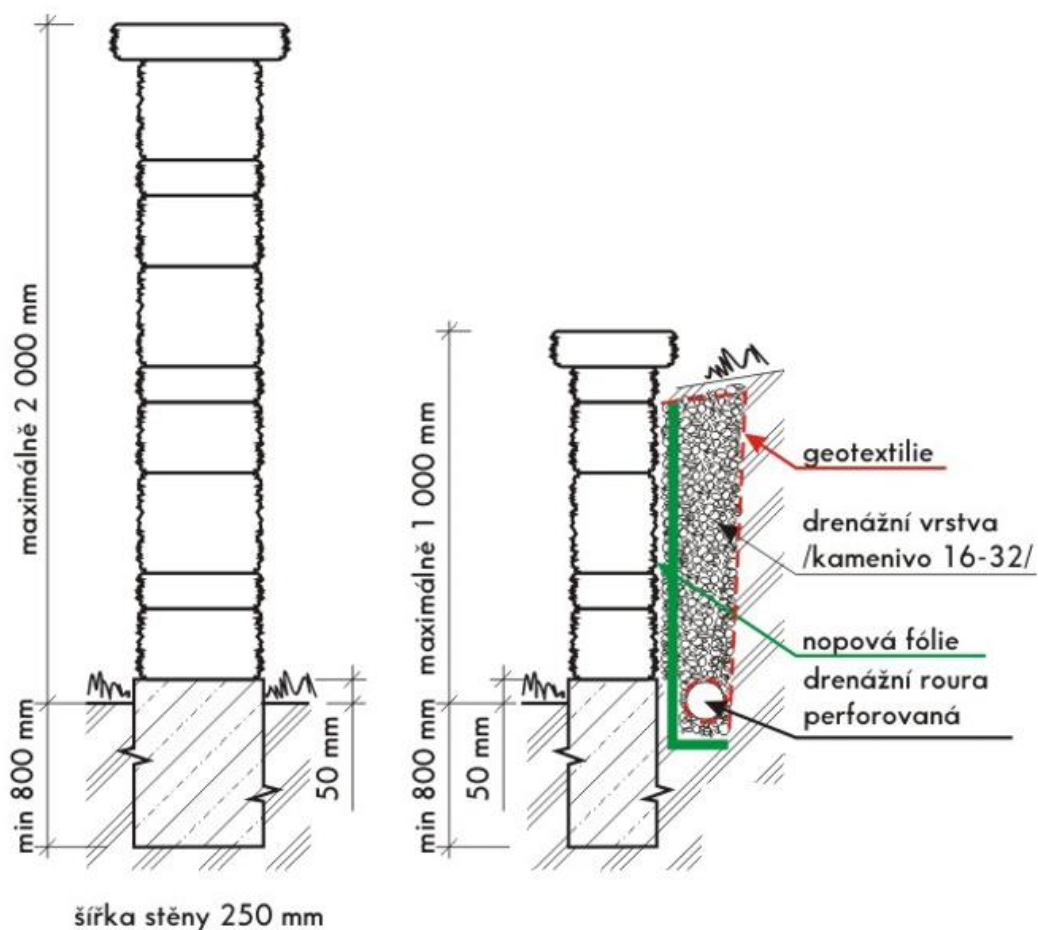 maximálně 2 000 mm
min 800 mm
50 mm
šířka stěny 250 mm
maximálně 1 000 mm
min 800 mm
50 mm
geotextilie
drenážní vrstva
/kamenivo 16-32/
nopová fólie
drenážní roura
perforovaná